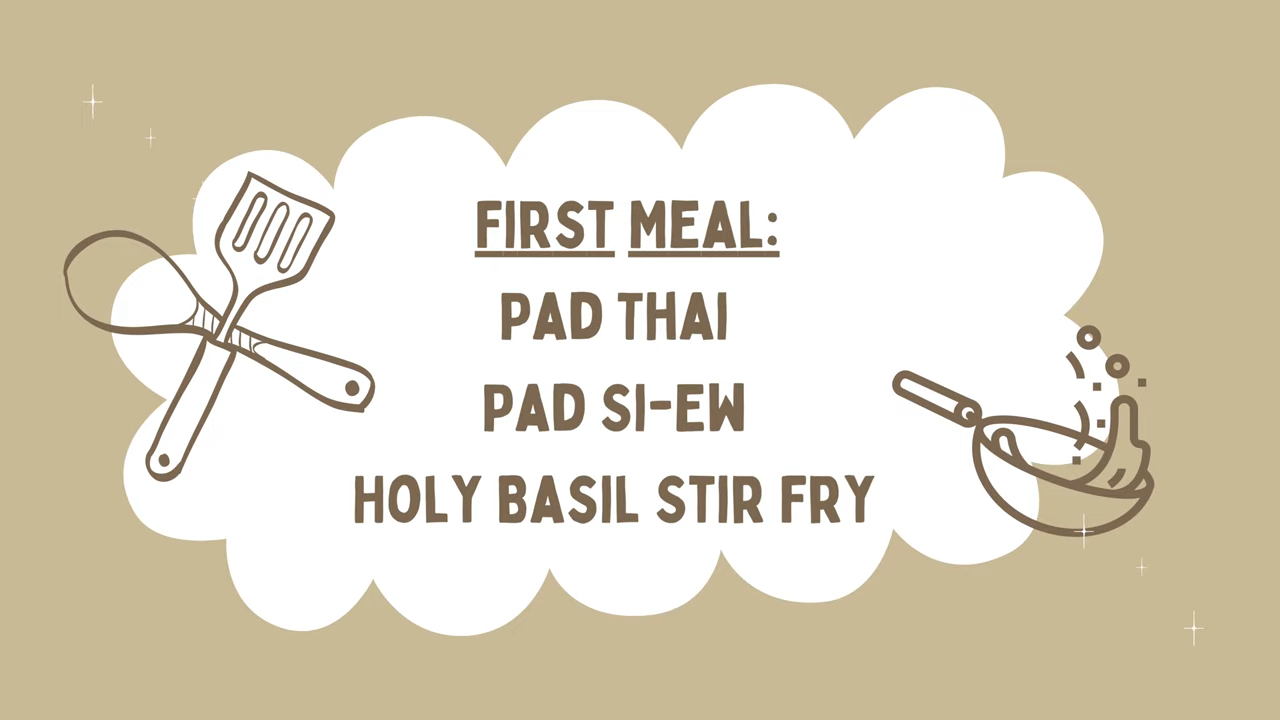 FIRST MEAL:
PAD THAI
PAD SI-EW
HOLY BASIL STIR FRY